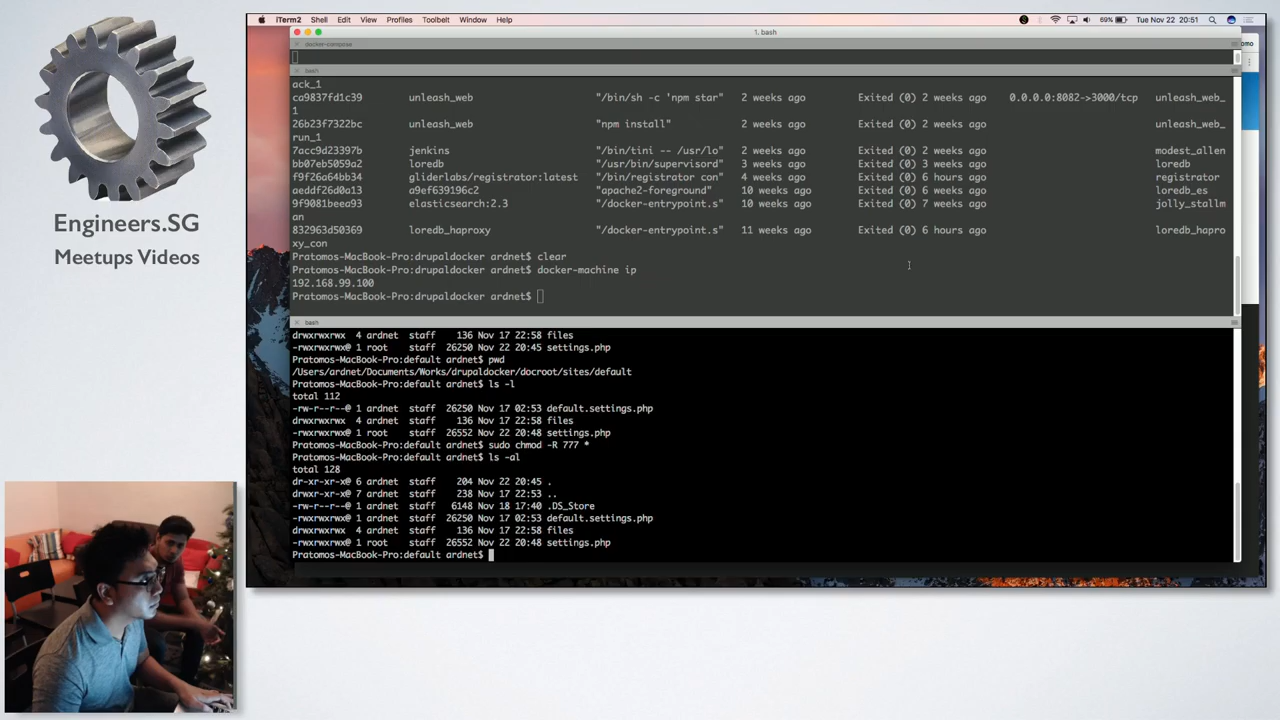 iTerm2 Shell Edit View Profiles Toolbelt Window Help 69% Tue Nov 22 20:51
1. bash
docker-compose
omo
bash
ack_1
ca9837fd1c39 unleash_web "/bin/sh -c 'npm star" 2 weeks ago Exited (0) 2 weeks ago 0.0.0.0:8082->3000/tcp unleash_web_
1
26b23f7322bc unleash_web "npm install" 2 weeks ago Exited (0) 2 weeks ago unleash_web_
run_1
7acc9d23397b jenkins "/bin/tini -- /usr/lo" 2 weeks ago Exited (0) 2 weeks ago modest_allen
bb07eb5059a2 loredb "/usr/bin/supervisord" 3 weeks ago Exited (0) 3 weeks ago loredb
f9f26a64bb34 gliderlabs/registrator:latest "/bin/registrator con" 4 weeks ago Exited (0) 6 hours ago registrator
aeddf26d0a13 a9ef639196c2 "apache2-foreground" 10 weeks ago Exited (0) 6 weeks ago loredb_es
9f9081beea93 elasticsearch:2.3 "/docker-entrypoint.s" 10 weeks ago Exited (0) 7 weeks ago jolly_stallm
an
832963d50369 loredb_haproxy "/docker-entrypoint.s" 11 weeks ago Exited (0) 6 hours ago loredb_hapro
xy_con
Pratomos-MacBook-Pro:drupaldocker ardnet$ clear
Pratomos-MacBook-Pro:drupaldocker ardnet$ docker-machine ip
192.168.99.100
Pratomos-MacBook-Pro:drupaldocker ardnet$
bash
drwxrwxrwx 4 ardnet staff 136 Nov 17 22:58 files
-rwxrwxrwx@ 1 root staff 26250 Nov 22 20:45 settings.php
Pratomos-MacBook-Pro:default ardnet$ pwd
/Users/ardnet/Documents/Works/drupaldocker/docroot/sites/default
Pratomos-MacBook-Pro:default ardnet$ ls -l
total 112
-rw-r--r--@ 1 ardnet staff 26250 Nov 17 02:53 default.settings.php
drwxrwxrwx 4 ardnet staff 136 Nov 17 22:58 files
-rwxrwxrwx@ 1 root staff 26552 Nov 22 20:48 settings.php
Pratomos-MacBook-Pro:default ardnet$ sudo chmod -R 777 *
Pratomos-MacBook-Pro:default ardnet$ ls -al
total 128
dr-xr-xr-x@ 6 ardnet staff 204 Nov 22 20:45 .
drwxr-xr-x@ 7 ardnet staff 238 Nov 17 22:53 ..
-rw-r--r--@ 1 ardnet staff 6148 Nov 18 17:40 .DS_Store
-rwxrwxrwx@ 1 ardnet staff 26250 Nov 17 02:53 default.settings.php
drwxrwxrwx 4 ardnet staff 136 Nov 17 22:58 files
-rwxrwxrwx@ 1 root staff 26552 Nov 22 20:48 settings.php
Pratomos-MacBook-Pro:default ardnet$
Engineers.SG
Meetups Videos